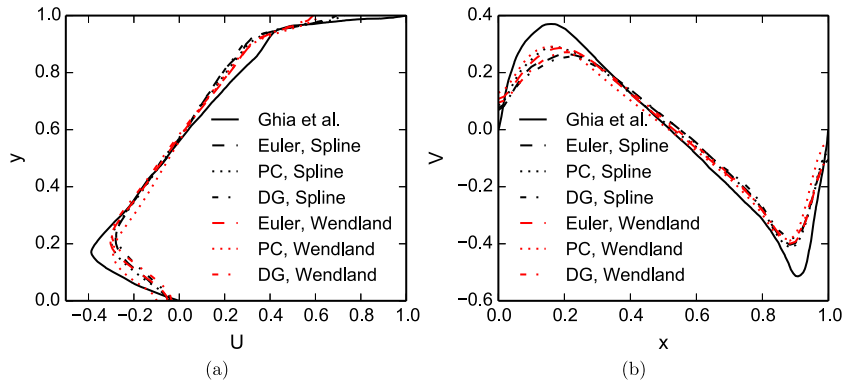 1.0
0.8
0.6
0.4
0.2
0.0
y
−0.4 −0.2 0.0 0.2 0.4 0.6 0.8 1.0
U
Ghia et al.
Euler, Spline
PC, Spline
DG, Spline
Euler, Wendland
PC, Wendland
DG, Wendland
(a)
0.4
0.2
0.0
−0.2
−0.4
−0.6
V
0.0 0.2 0.4 0.6 0.8 1.0
x
Ghia et al.
Euler, Spline
PC, Spline
DG, Spline
Euler, Wendland
PC, Wendland
DG, Wendland
(b)